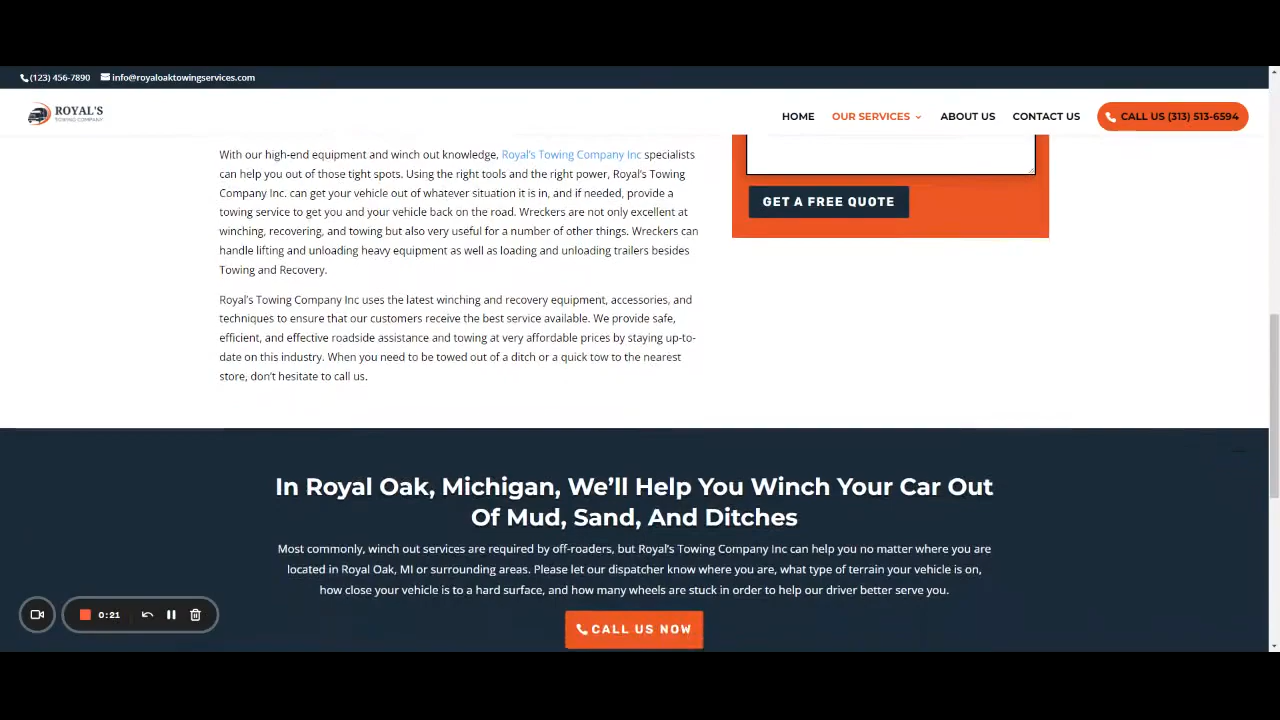 (123) 456-7890 info@royaloaktowingservices.com
ROYAL'S
TOWING COMPANY
HOME OUR SERVICES ABOUT US CONTACT US CALL US (313) 513-6594
With our high-end equipment and winch out knowledge, Royal's Towing Company Inc specialists
can help you out of those tight spots. Using the right tools and the right power, Royal's Towing
Company Inc. can get your vehicle out of whatever situation it is in, and if needed, provide a
towing service to get you and your vehicle back on the road. Wreckers are not only excellent at
winching, recovering, and towing but also very useful for a number of other things. Wreckers can
handle lifting and unloading heavy equipment as well as loading and unloading trailers besides
Towing and Recovery.
GET A FREE QUOTE
Royal's Towing Company Inc uses the latest winching and recovery equipment, accessories, and
techniques to ensure that our customers receive the best service available. We provide safe,
efficient, and effective roadside assistance and towing at very affordable prices by staying up-to-
date on this industry. When you need to be towed out of a ditch or a quick tow to the nearest
store, don't hesitate to call us.
In Royal Oak, Michigan, We'll Help You Winch Your Car Out
Of Mud, Sand, And Ditches
Most commonly, winch out services are required by off-roaders, but Royal's Towing Company Inc can help you no matter where you are
located in Royal Oak, MI or surrounding areas. Please let our dispatcher know where you are, what type of terrain your vehicle is on,
how close your vehicle is to a hard surface, and how many wheels are stuck in order to help our driver better serve you.
CALL US NOW
0:21